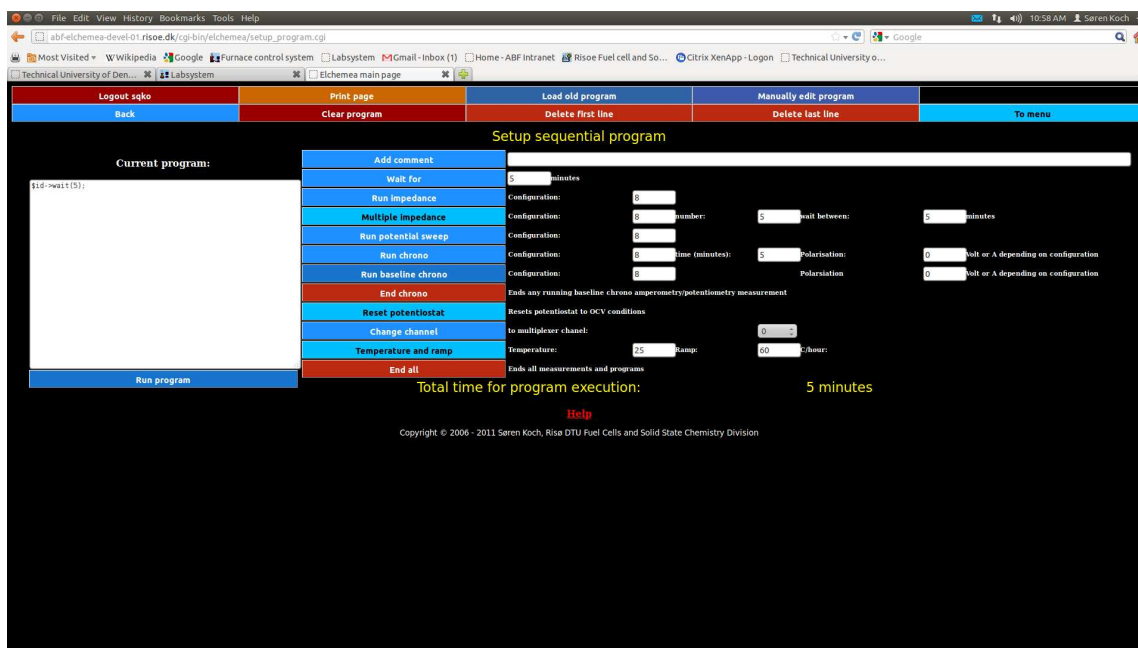 File Edit View History Bookmarks Tools Help 10:58 AM Søren Koch
abf-elchemea-devel-01.risoe.dk/cgi-bin/elchemea/setup_program.cgi Google
Most Visited Wikipedia Google Furnace control system Labsystem Gmail - Inbox (1) Home - ABF Intranet Risoe Fuel cell and So... Citrix XenApp - Logon Technical University o...
Technical University of Den... Labsystem Elchemea main page
Logout sqko Print page Load old program Manually edit program
Back Clear program Delete first line Delete last line To menu
Setup sequential program
Current program:
$id->wait(5);
Run program
Add comment
Wait for 5 minutes
Run impedance Configuration: 8
Multiple impedance Configuration: 8 number: 5 wait between: 5 minutes
Run potential sweep Configuration: 8
Run chrono Configuration: 8 time (minutes): 5 Polarisation: 0 Volt or A depending on configuration
Run baseline chrono Configuration: 8 Polarsiation 0 Volt or A depending on configuration
End chrono Ends any running baseline chrono amperometry/potentiometry measurement
Reset potentiostat Resets potentiostat to OCV conditions
Change channel to multiplexer chanel: 0
Temperature and ramp Temperature: 25 Ramp: 60 C/hour:
End all Ends all measurements and programs
Total time for program execution: 5 minutes
Help
Copyright © 2006 - 2011 Søren Koch, Risø DTU Fuel Cells and Solid State Chemistry Division